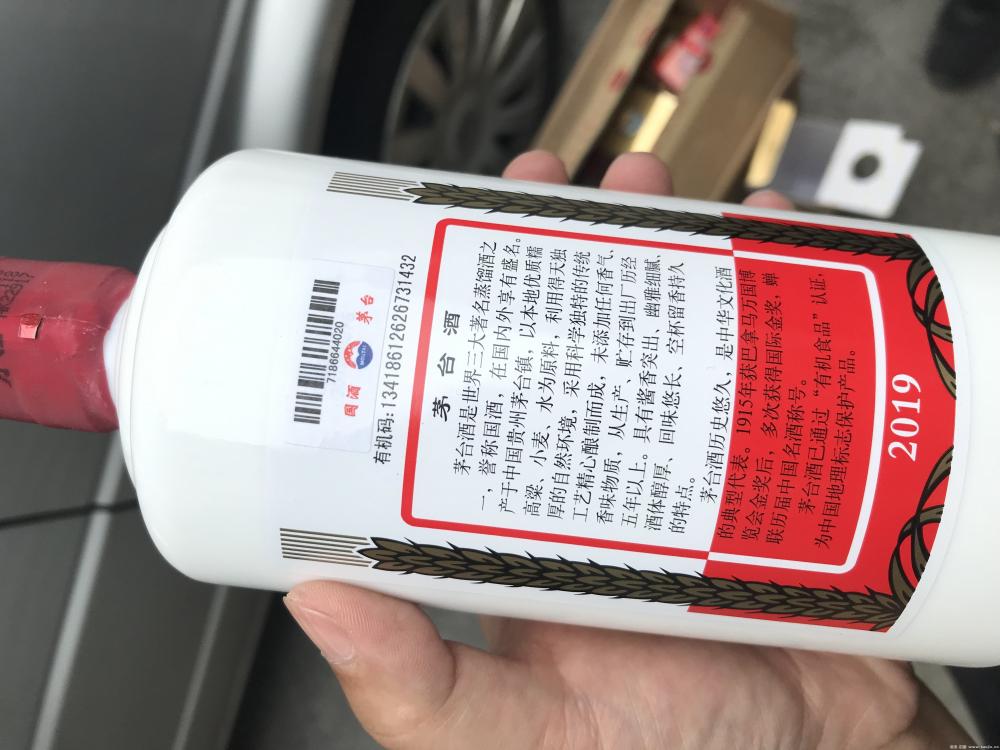 7186644020
国酒 茅台
有机码:134186126267​31432
茅 台 酒
茅台酒是世界三大著名蒸馏酒之
一，誉称国酒，在国内外享有盛名。
产于中国贵州茅台镇，以本地优质糯
高粱、小麦、水为原料，利用得天独
厚的自然环境，采用科学独特的传统
工艺精心酿制而成，未添加任何香气、
香味物质，从生产、贮存到出厂历经
五年以上。具有酱香突出、幽雅细腻、
酒体醇厚、回味悠长、空杯留香持久
的特点。
茅台酒历史悠久，是中华文化酒
的典型代表。1915年获巴拿马万国博
览会金奖后，多次获得国际金奖，蝉
联历届中国名酒称号。
茅台酒已通过“有机食品”认证，
为中国地理标志保护产品。
2019